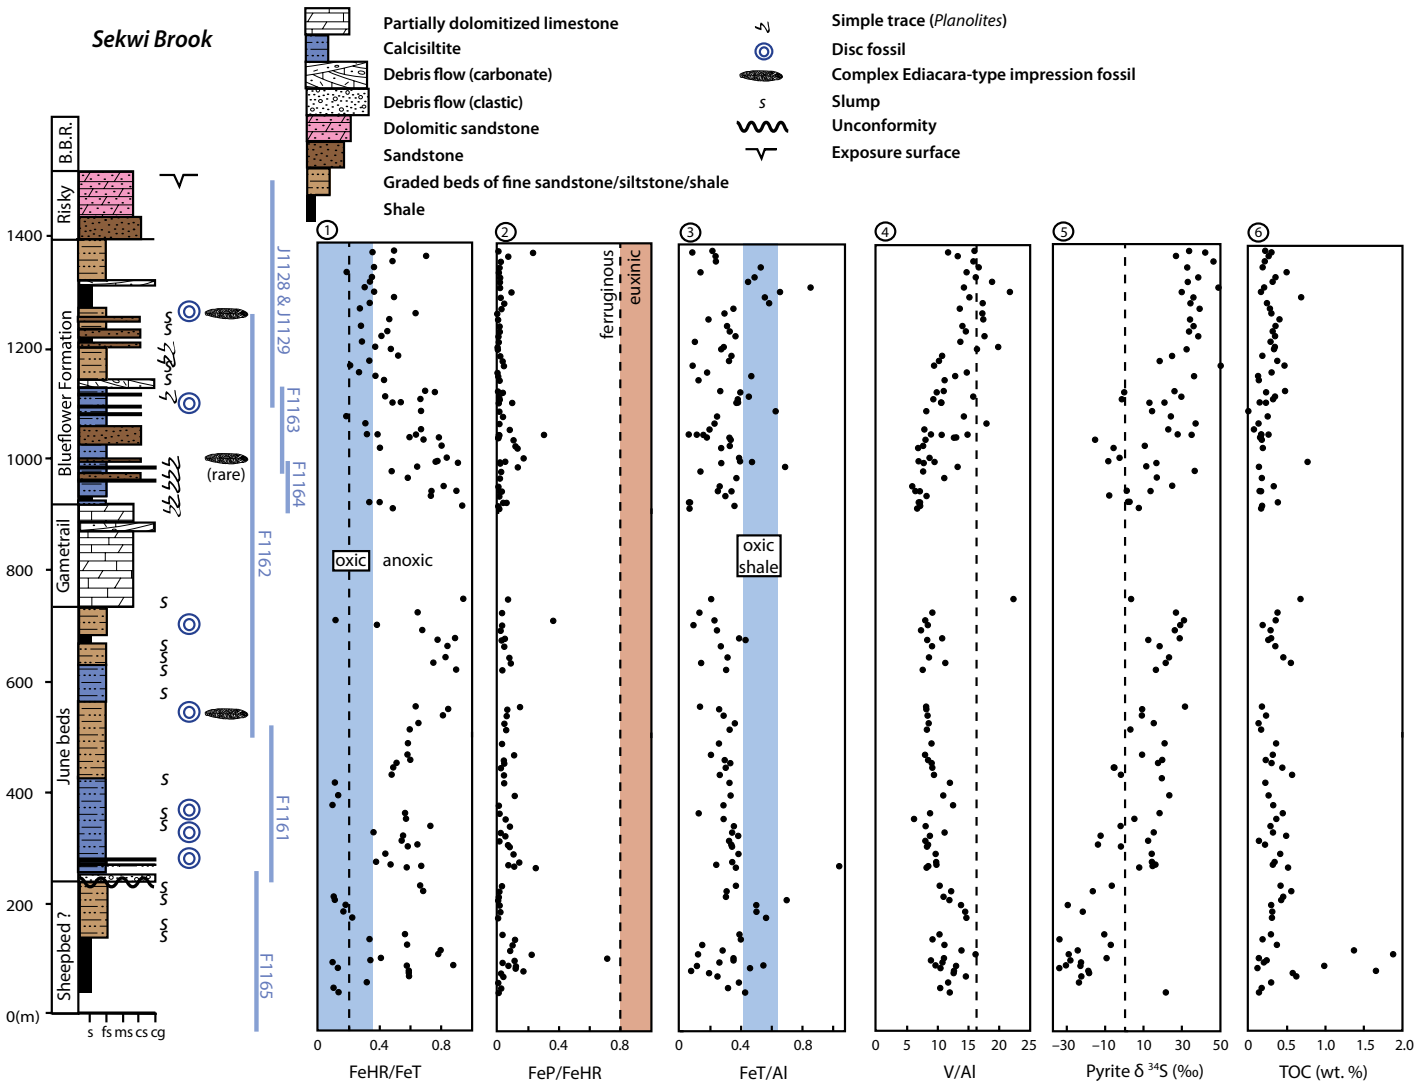 Sekwi Brook
Partially dolomitized limestone
Calcisiltite
Debris flow (carbonate)
Debris flow (clastic)
Dolomitic sandstone
Sandstone
Graded beds of fine sandstone/siltstone/shale
Shale
Simple trace (Planolites)
Disc fossil
Complex Ediacara-type impression fossil
s Slump
Unconformity
Exposure surface
B.B.R.
Risky
Blueflower Formation
Gametrail
June beds
Sheepbed ?
1400
1200
1000
800
600
400
200
0(m)
s fs ms cs cg
s
s
s
s
(rare)
s
s
s
s
s
s
s
s
s
s
s
s
s
J1128 & J1129
F1163
F1164
F1162
F1161
F1165
1
oxic
anoxic
0 0.4 0.8
FeHR/FeT
2
ferruginous
euxinic
0 0.4 0.8
FeP/FeHR
3
oxic
shale
0 0.4 0.8
FeT/Al
4
0 5 10 15 20 25
V/Al
5
−30 −10 10 30 50
Pyrite δ 34S (‰)
6
0 0.5 1.0 1.5 2.0
TOC (wt. %)